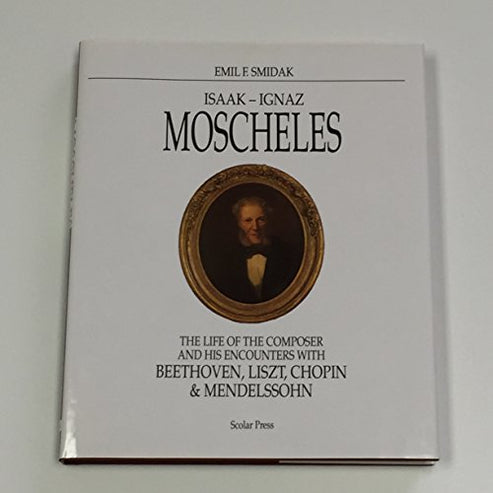 EMIL F. SMIDAK
ISAAK – IGNAZ
MOSCHELES
THE LIFE OF THE COMPOSER
AND HIS ENCOUNTERS WITH
BEETHOVEN, LISZT, CHOPIN
& MENDELSSOHN
Scolar Press